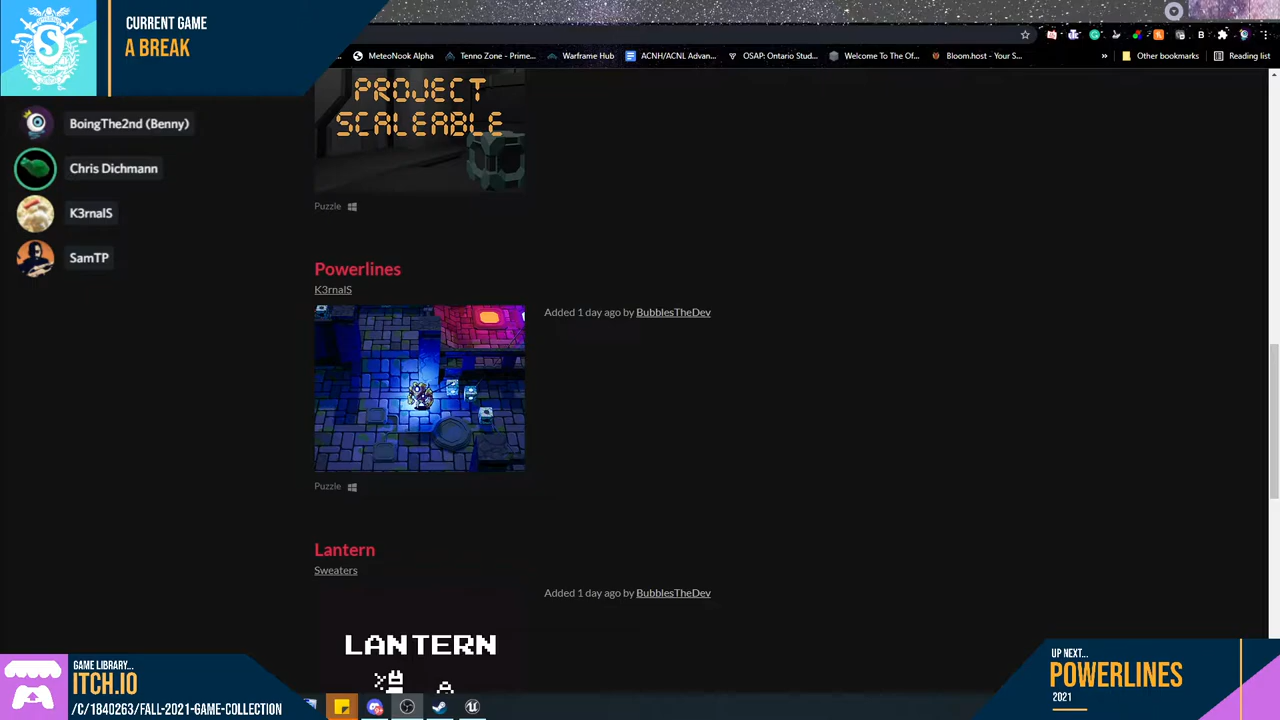 CURRENT GAME
A BREAK
BoingThe2nd (Benny)
Chris Dichmann
K3rnalS
SamTP
MeteoNook Alpha
Tenno Zone - Prime...
Warframe Hub
ACNH/ACNL Advan...
OSAP: Ontario Studen...
Welcome To The Of...
Bloom.host - Your S...
»
Other bookmarks
Reading list
PROJECT
SCALEABLE
Puzzle
Powerlines
K3rnalS
Added 1 day ago by BubblesTheDev
Puzzle
Lantern
Sweaters
Added 1 day ago by BubblesTheDev
LANTERN
GAME LIBRARY...
ITCH.IO
/C/1840263/FALL-2021-GAME-COLLECTION
UP NEXT...
POWERLINES
2021